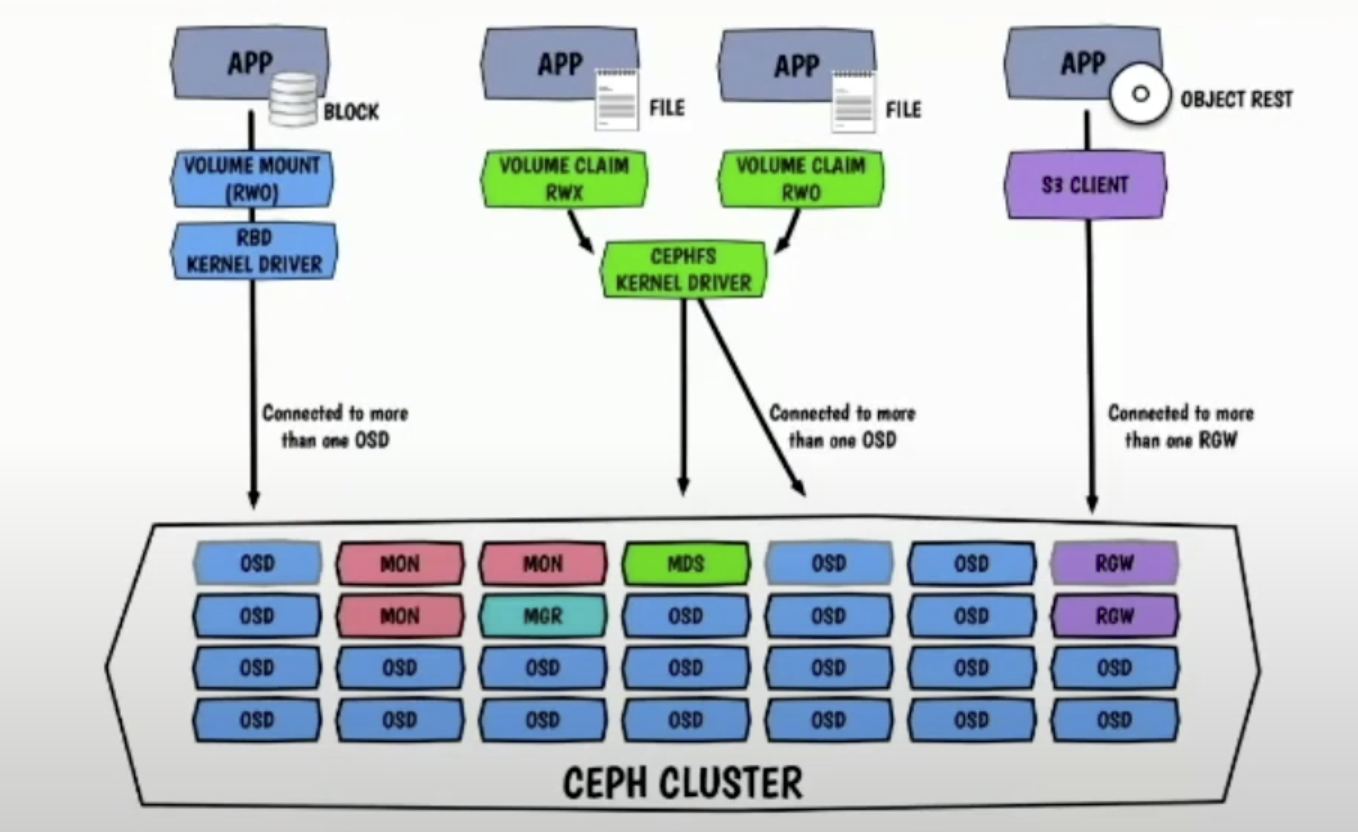 APP
BLOCK
VOLUME MOUNT
(RWO)
RBD
KERNEL DRIVER
Connected to more
than one OSD
APP
FILE
VOLUME CLAIM
RWX
APP
FILE
VOLUME CLAIM
RWO
CEPHFS
KERNEL DRIVER
Connected to more
than one OSD
APP
OBJECT REST
S3 CLIENT
Connected to more
than one RGW
OSD MON MON MDS OSD OSD RGW
OSD MON MGR OSD OSD OSD RGW
OSD OSD OSD OSD OSD OSD OSD
OSD OSD OSD OSD OSD OSD OSD
CEPH CLUSTER